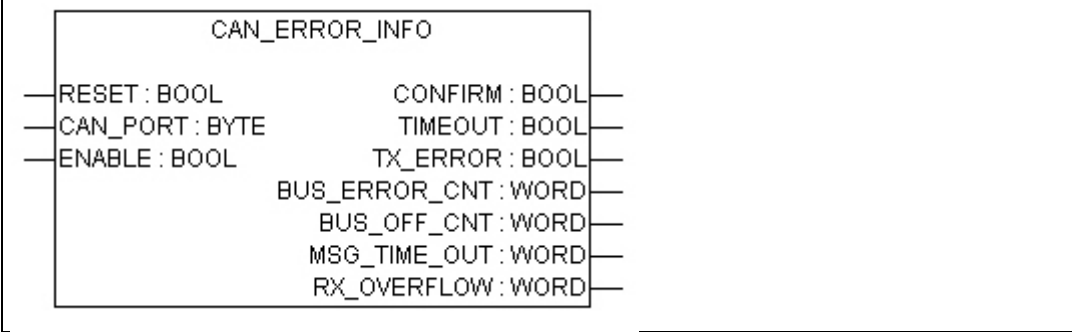 CAN_ERROR_INFO
RESET : BOOL CONFIRM : BOOL
CAN_PORT : BYTE TIMEOUT : BOOL
ENABLE : BOOL TX_ERROR : BOOL
BUS_ERROR_CNT : WORD
BUS_OFF_CNT : WORD
MSG_TIME_OUT : WORD
RX_OVERFLOW : WORD